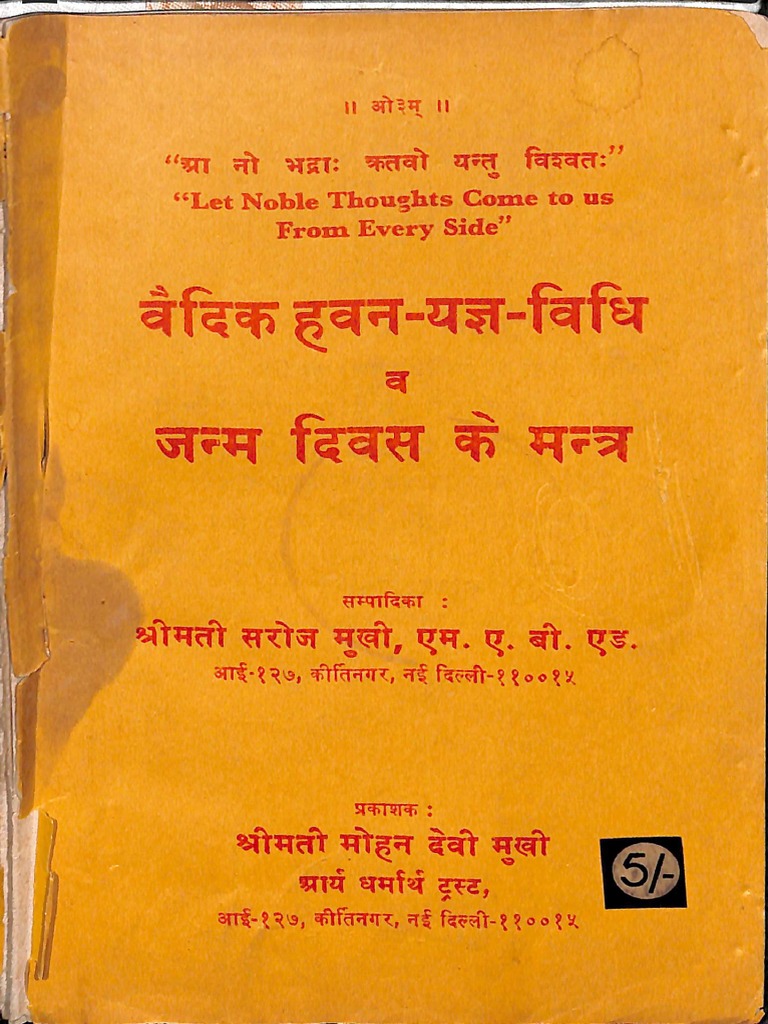 ॥ ओ३म् ॥
“आ नो भद्राः क्रतवो यन्तु विश्वतः”
“Let Noble Thoughts Come to us
From Every Side”
वैदिक हवन-यज्ञ-विधि
व
जन्म दिवस के मन्त्र
सम्पादिका :
श्रीमती सरोज मुखी, एम. ए. बी. एड.
आई-१२७, कीर्तिनगर, नई दिल्ली-११००१५
प्रकाशक :
श्रीमती मोहन देवी मुखी
आर्य धर्मार्थ ट्रस्ट,
5/-
आई-१२७, कीर्तिनगर, नई दिल्ली-११००१५